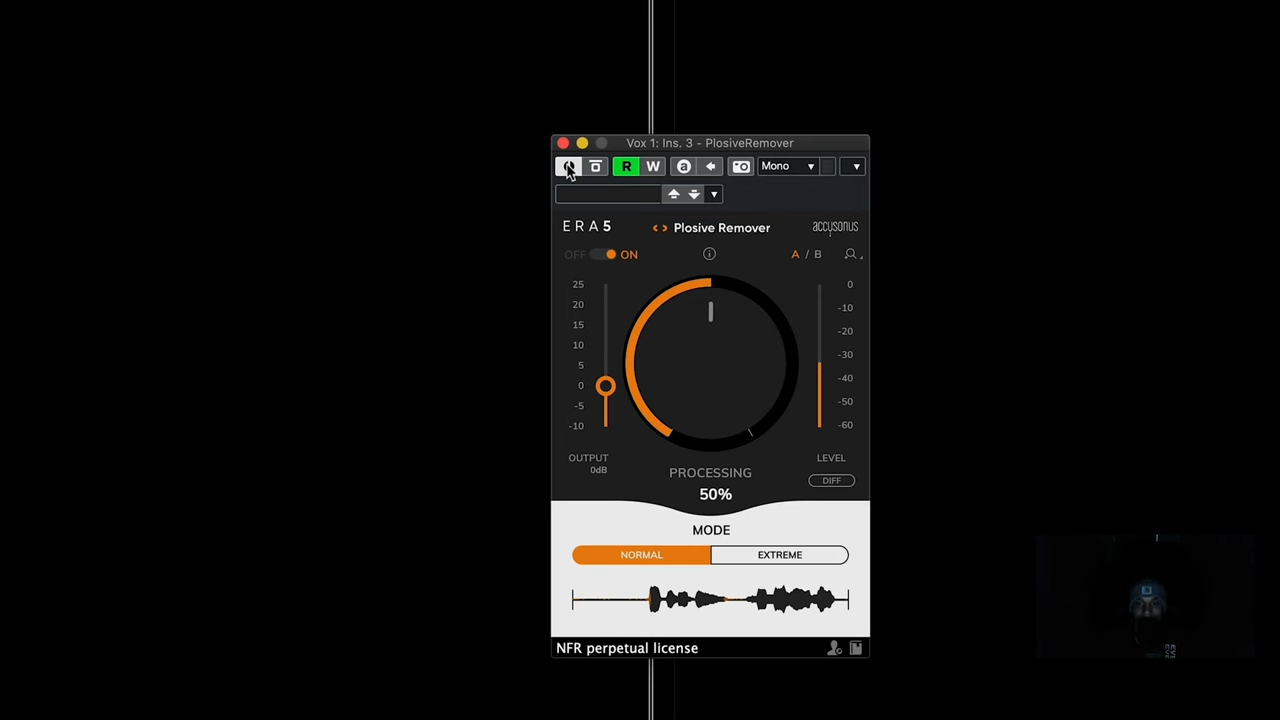 Vox 1: Ins. 3 - PlosiveRemover
R W a Mono
ERA5 Plosive Remover accusonus
OFF ON A / B
25 0
20 -10
15 -20
10 -30
5 -40
0 -50
-5 -60
-10
OUTPUT LEVEL
0dB
PROCESSING
DIFF
50%
MODE
NORMAL EXTREME
NFR perpetual license